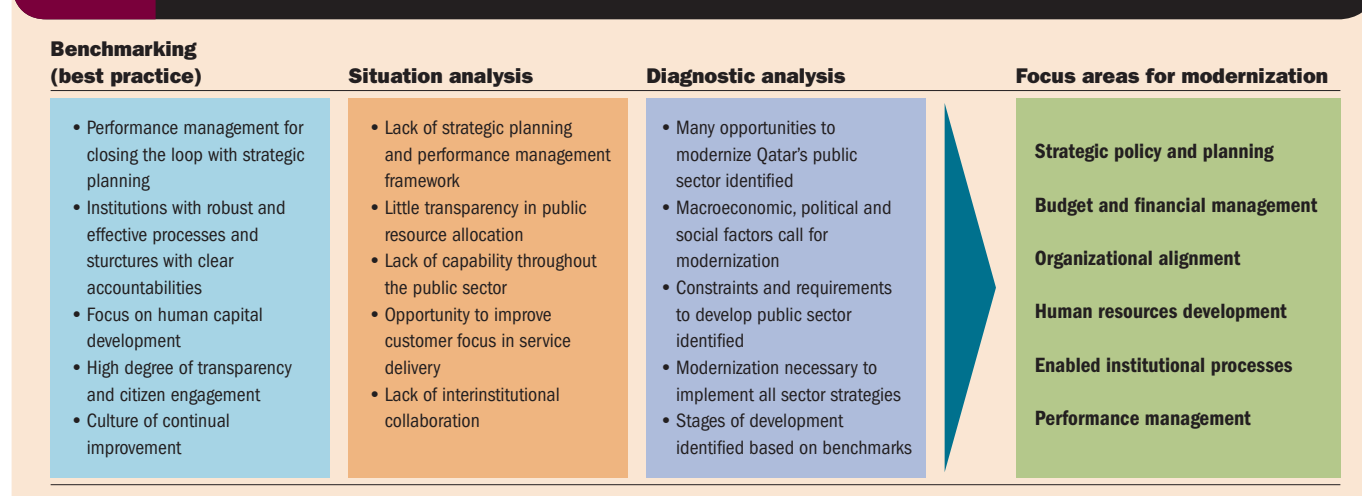 Benchmarking
(best practice)
• Performance management for
closing the loop with strategic
planning
• Institutions with robust and
effective processes and
sturctures with clear
accountabilities
• Focus on human capital
development
• High degree of transparency
and citizen engagement
• Culture of continual
improvement
Situation analysis
• Lack of strategic planning
and performance management
framework
• Little transparency in public
resource allocation
• Lack of capability throughout
the public sector
• Opportunity to improve
customer focus in service
delivery
• Lack of interinstitutional
collaboration
Diagnostic analysis
• Many opportunities to
modernize Qatar’s public
sector identified
• Macroeconomic, political and
social factors call for
modernization
• Constraints and requirements
to develop public sector
identified
• Modernization necessary to
implement all sector strategies
• Stages of development
identified based on benchmarks
Focus areas for modernization
Strategic policy and planning
Budget and financial management
Organizational alignment
Human resources development
Enabled institutional processes
Performance management